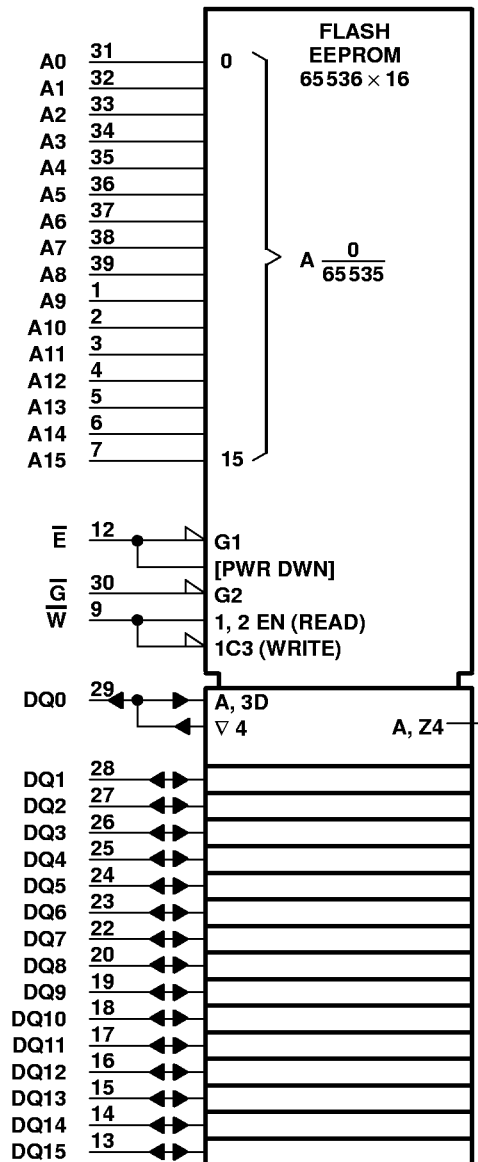 FLASH
EEPROM
65536 × 16
A0 31 0
A1 32
A2 33
A3 34
A4 35
A5 36
A6 37
A7 38
A8 39
A 0
65535
A9 1
A10 2
A11 3
A12 4
A13 5
A14 6
A15 7 15
E̅ 12 G1
[PWR DWN]
G̅ 30 G2
W̅ 9 1, 2 EN (READ)
1C3 (WRITE)
DQ0 29 A, 3D
∇ 4 A, Z4
DQ1 28
DQ2 27
DQ3 26
DQ4 25
DQ5 24
DQ6 23
DQ7 22
DQ8 20
DQ9 19
DQ10 18
DQ11 17
DQ12 16
DQ13 15
DQ14 14
DQ15 13